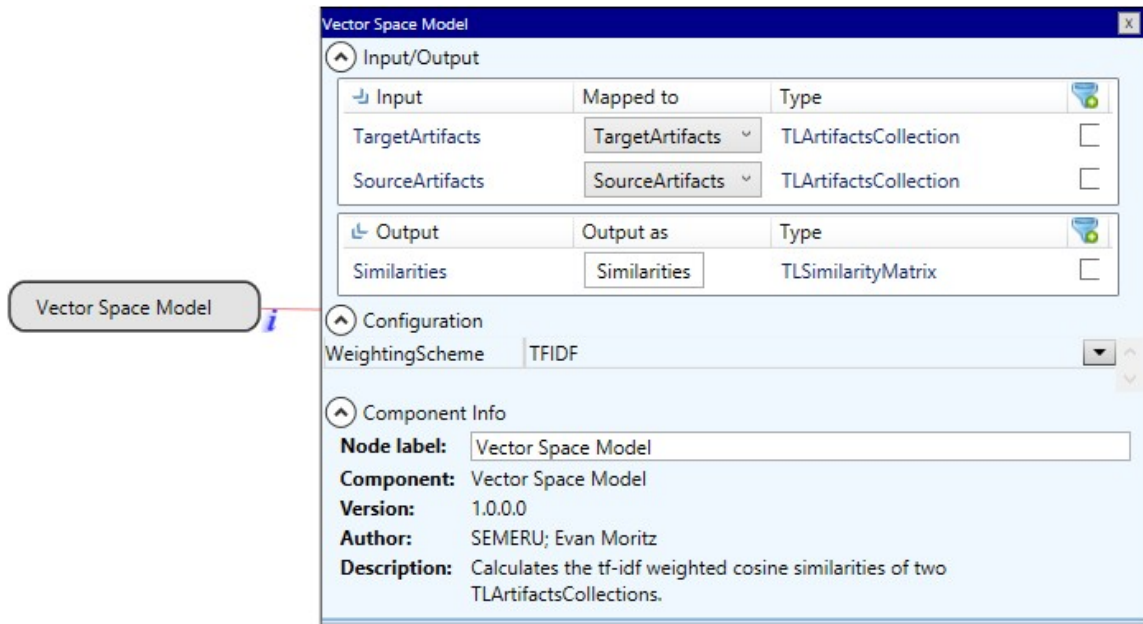 Vector Space Model
X
Input/Output
Input Mapped to Type
TargetArtifacts TargetArtifacts TLArtifactsCollection
SourceArtifacts SourceArtifacts TLArtifactsCollection
Output Output as Type
Similarities Similarities TLSimilarityMatrix
Vector Space Model
i
Configuration
WeightingScheme TFIDF
Component Info
Node label: Vector Space Model
Component: Vector Space Model
Version: 1.0.0.0
Author: SEMERU; Evan Moritz
Description: Calculates the tf-idf weighted cosine similarities of two
TLArtifactsCollections.